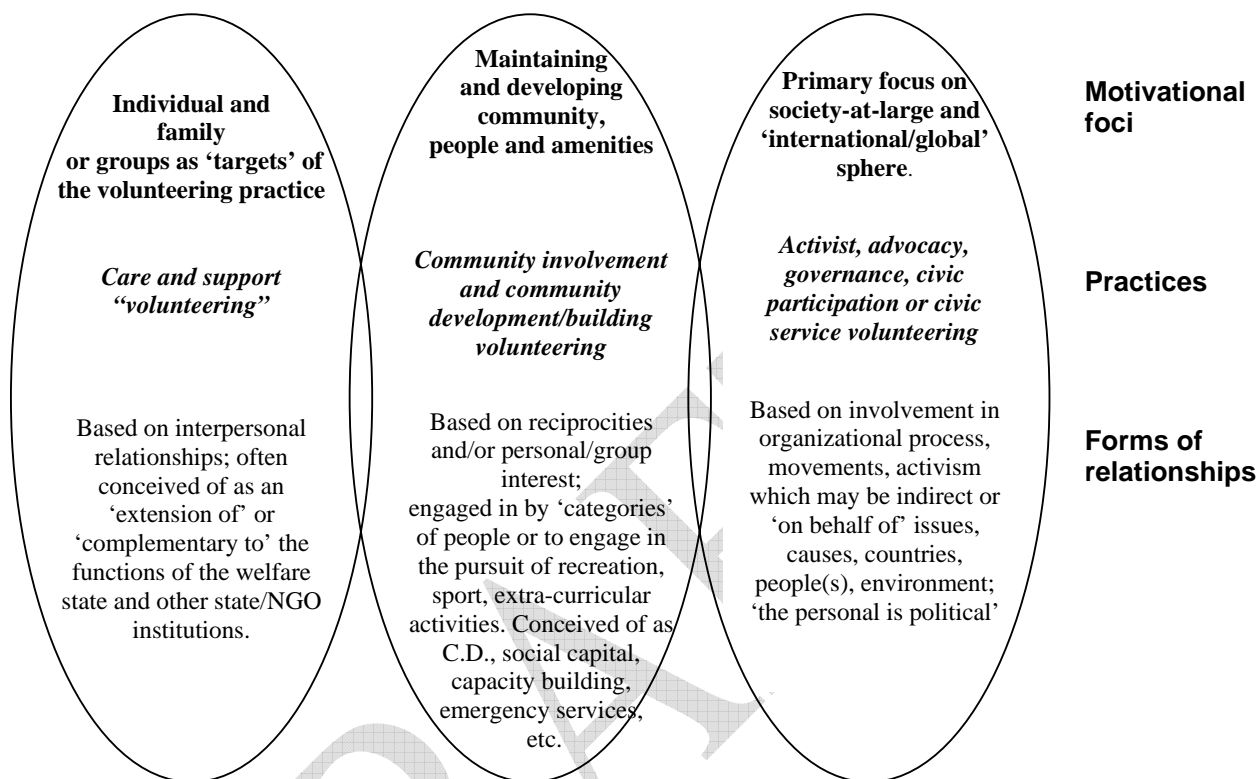 Individual and
family
or groups as ‘targets’ of
the volunteering practice
Care and support
“volunteering”
Based on interpersonal
relationships; often
conceived of as an
‘extension of’ or
‘complementary to’ the
functions of the welfare
state and other state/NGO
institutions.
Maintaining
and developing
community,
people and amenities
Community involvement
and community
development/building
volunteering
Based on reciprocities
and/or personal/group
interest;
engaged in by ‘categories’
of people or to engage in
the pursuit of recreation,
sport, extra-curricular
activities. Conceived of as
C.D., social capital,
capacity building,
emergency services,
etc.
Primary focus on
society-at-large and
‘international/global’
sphere.
Activist, advocacy,
governance, civic
participation or civic
service volunteering
Based on involvement in
organizational process,
movements, activism
which may be indirect or
‘on behalf of’ issues,
causes, countries,
people(s), environment;
‘the personal is political’
Motivational
foci
Practices
Forms of
relationships